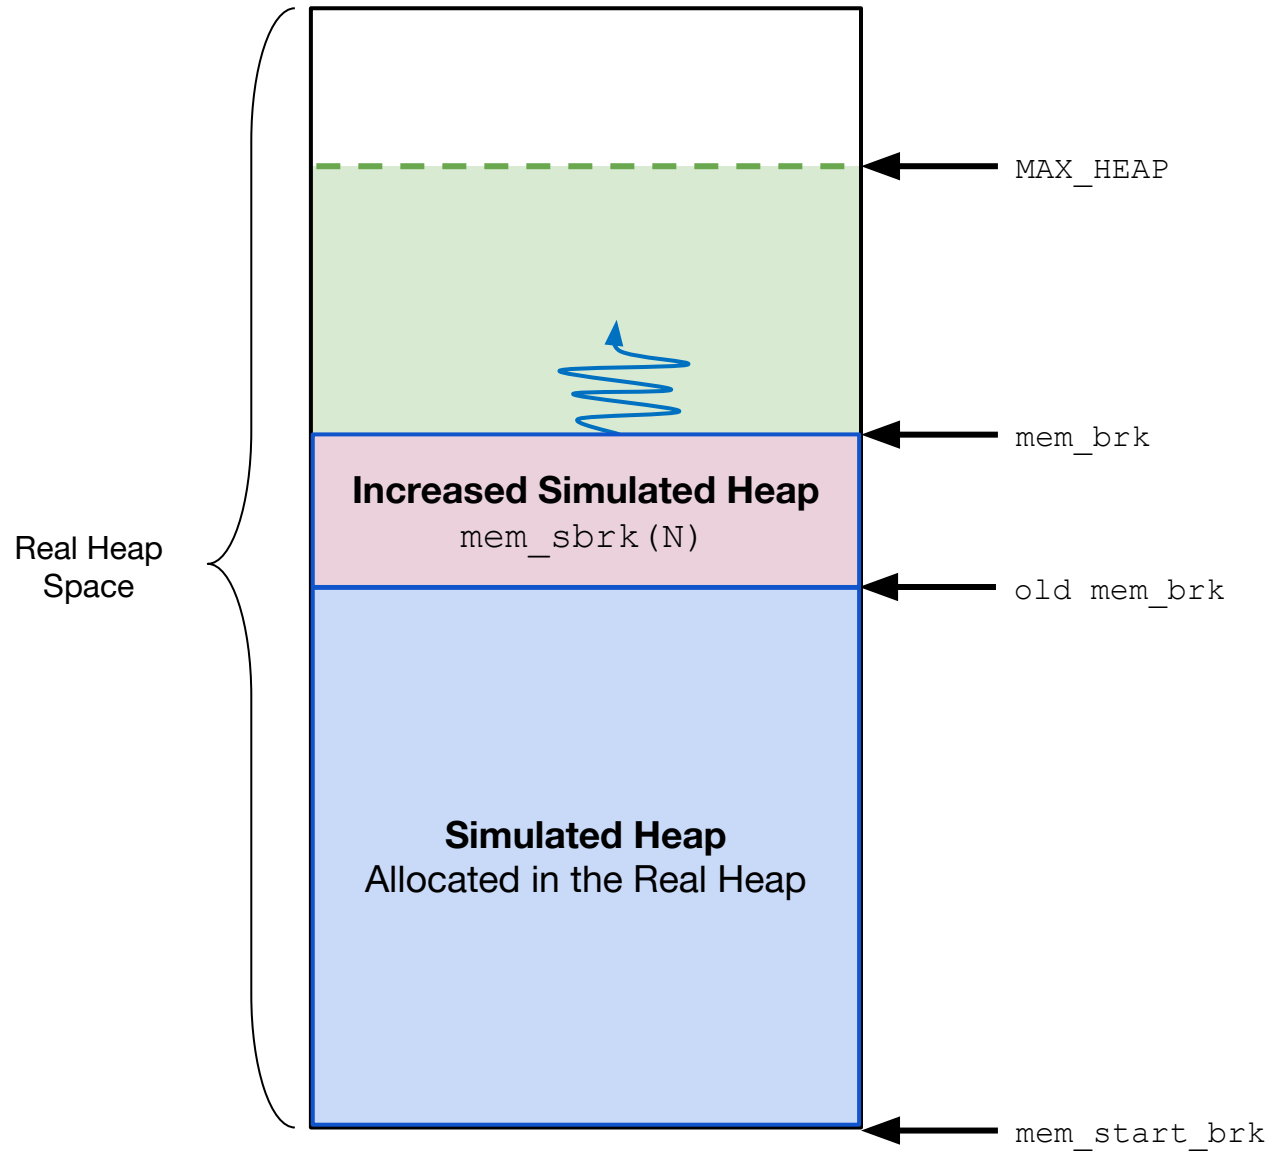 MAX_HEAP
mem_brk
Increased Simulated Heap
mem_sbrk(N)
Real Heap
Space
old mem_brk
Simulated Heap
Allocated in the Real Heap
mem_start_brk